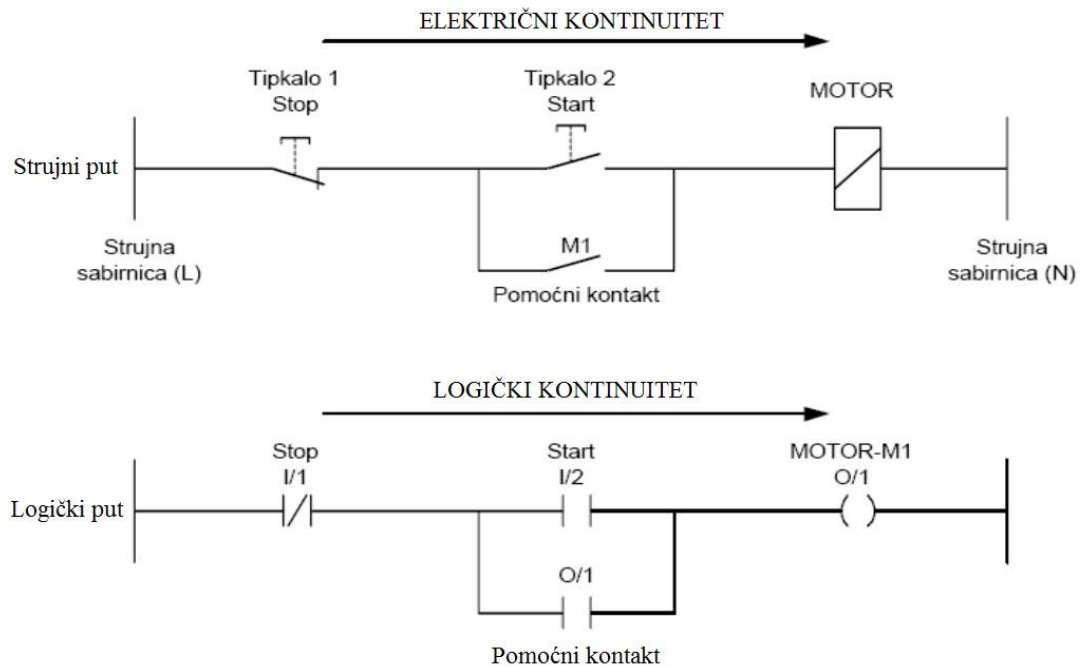 ELEKTRIČNI KONTINUITET
Tipkalo 1
Stop
Tipkalo 2
Start
MOTOR
Strujni put
Strujna
sabirnica (L)
M1
Pomoćni kontakt
Strujna
sabirnica (N)
LOGIČKI KONTINUITET
Stop
I/1
Start
I/2
MOTOR-M1
O/1
Logički put
O/1
Pomoćni kontakt